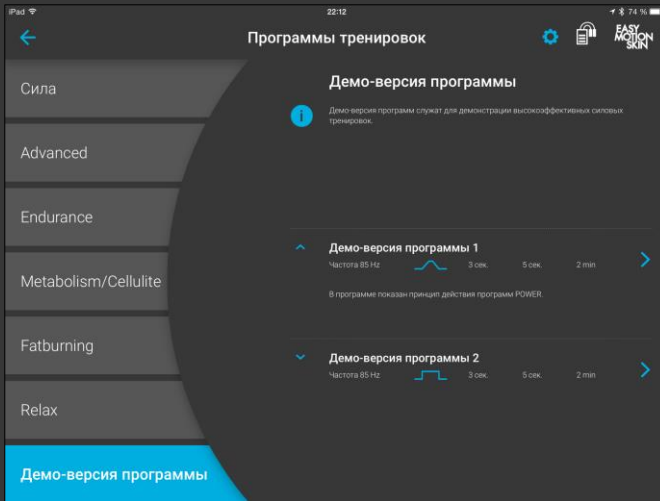 iPad 22:12 74 %
Программы тренировок
EASY
MOTION
SKIN
Сила
Advanced
Endurance
Metabolism/Cellulite
Fatburning
Relax
Демо-версия программы
Демо-версия программы
i
Демо-версия программ служат для демонстрации высокоэффективных силовых
тренировок.
Демо-версия программы 1
Частота 85 Hz 3 сек. 5 сек. 2 min
В программе показан принцип действия программ POWER.
Демо-версия программы 2
Частота 85 Hz 3 сек. 5 сек. 2 min